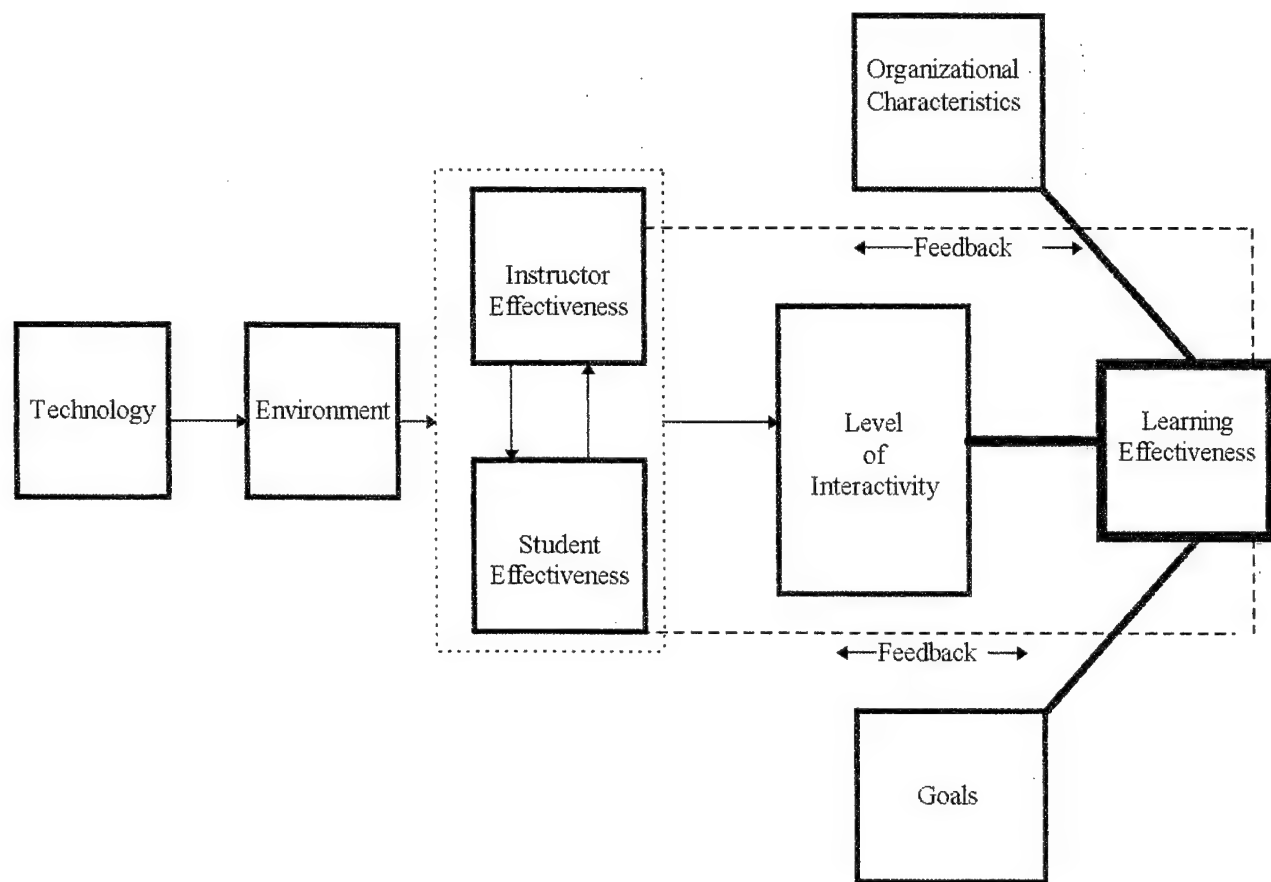 Organizational
Characteristics
Feedback
Instructor
Effectiveness
Technology
Environment
Level
of
Interactivity
Learning
Effectiveness
Student
Effectiveness
Feedback
Goals